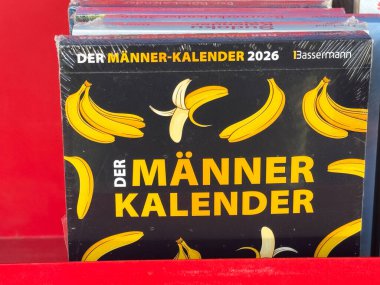 DER MÄNNER-KALENDER 2026
Bassermann
DER
MÄNNER
KALENDER